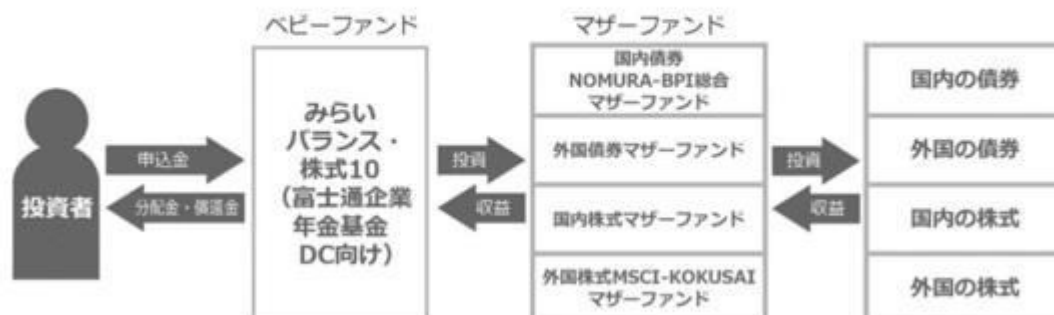 ベビーファンド
マザーファンド
投資者
申込金
分配金・償還金
みらい
バランス・
株式10
（富士通企業
年金基金
DC向け）
投資
収益
国内債券
NOMURA-BPI総合
マザーファンド
外国債券マザーファンド
国内株式マザーファンド
外国株式MSCI-KOKUSAI
マザーファンド
投資
収益
国内の債券
外国の債券
国内の株式
外国の株式